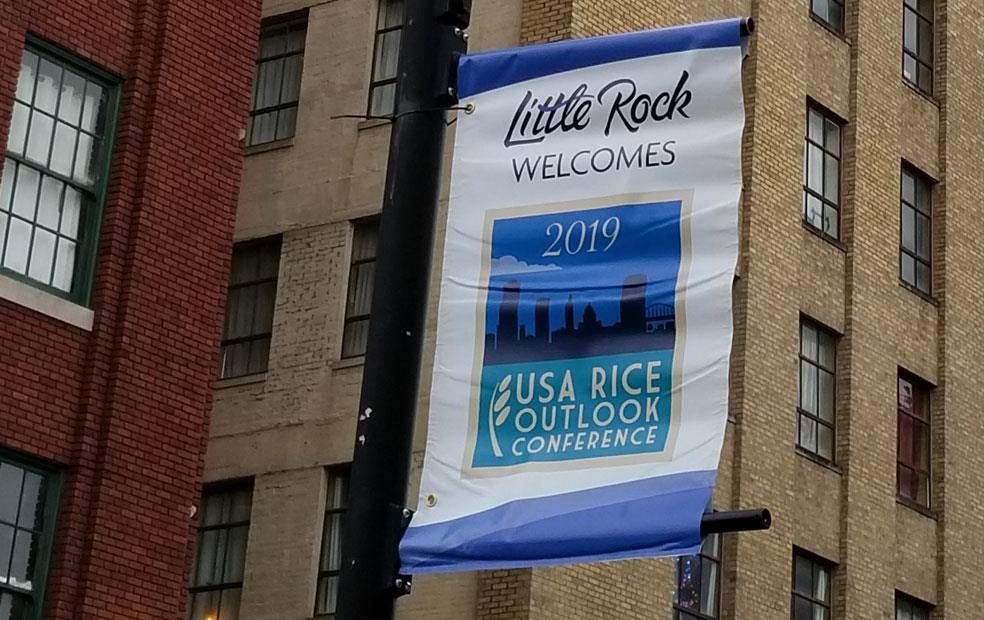 Little Rock
WELCOMES
2019
USA RICE
OUTLOOK
CONFERENCE